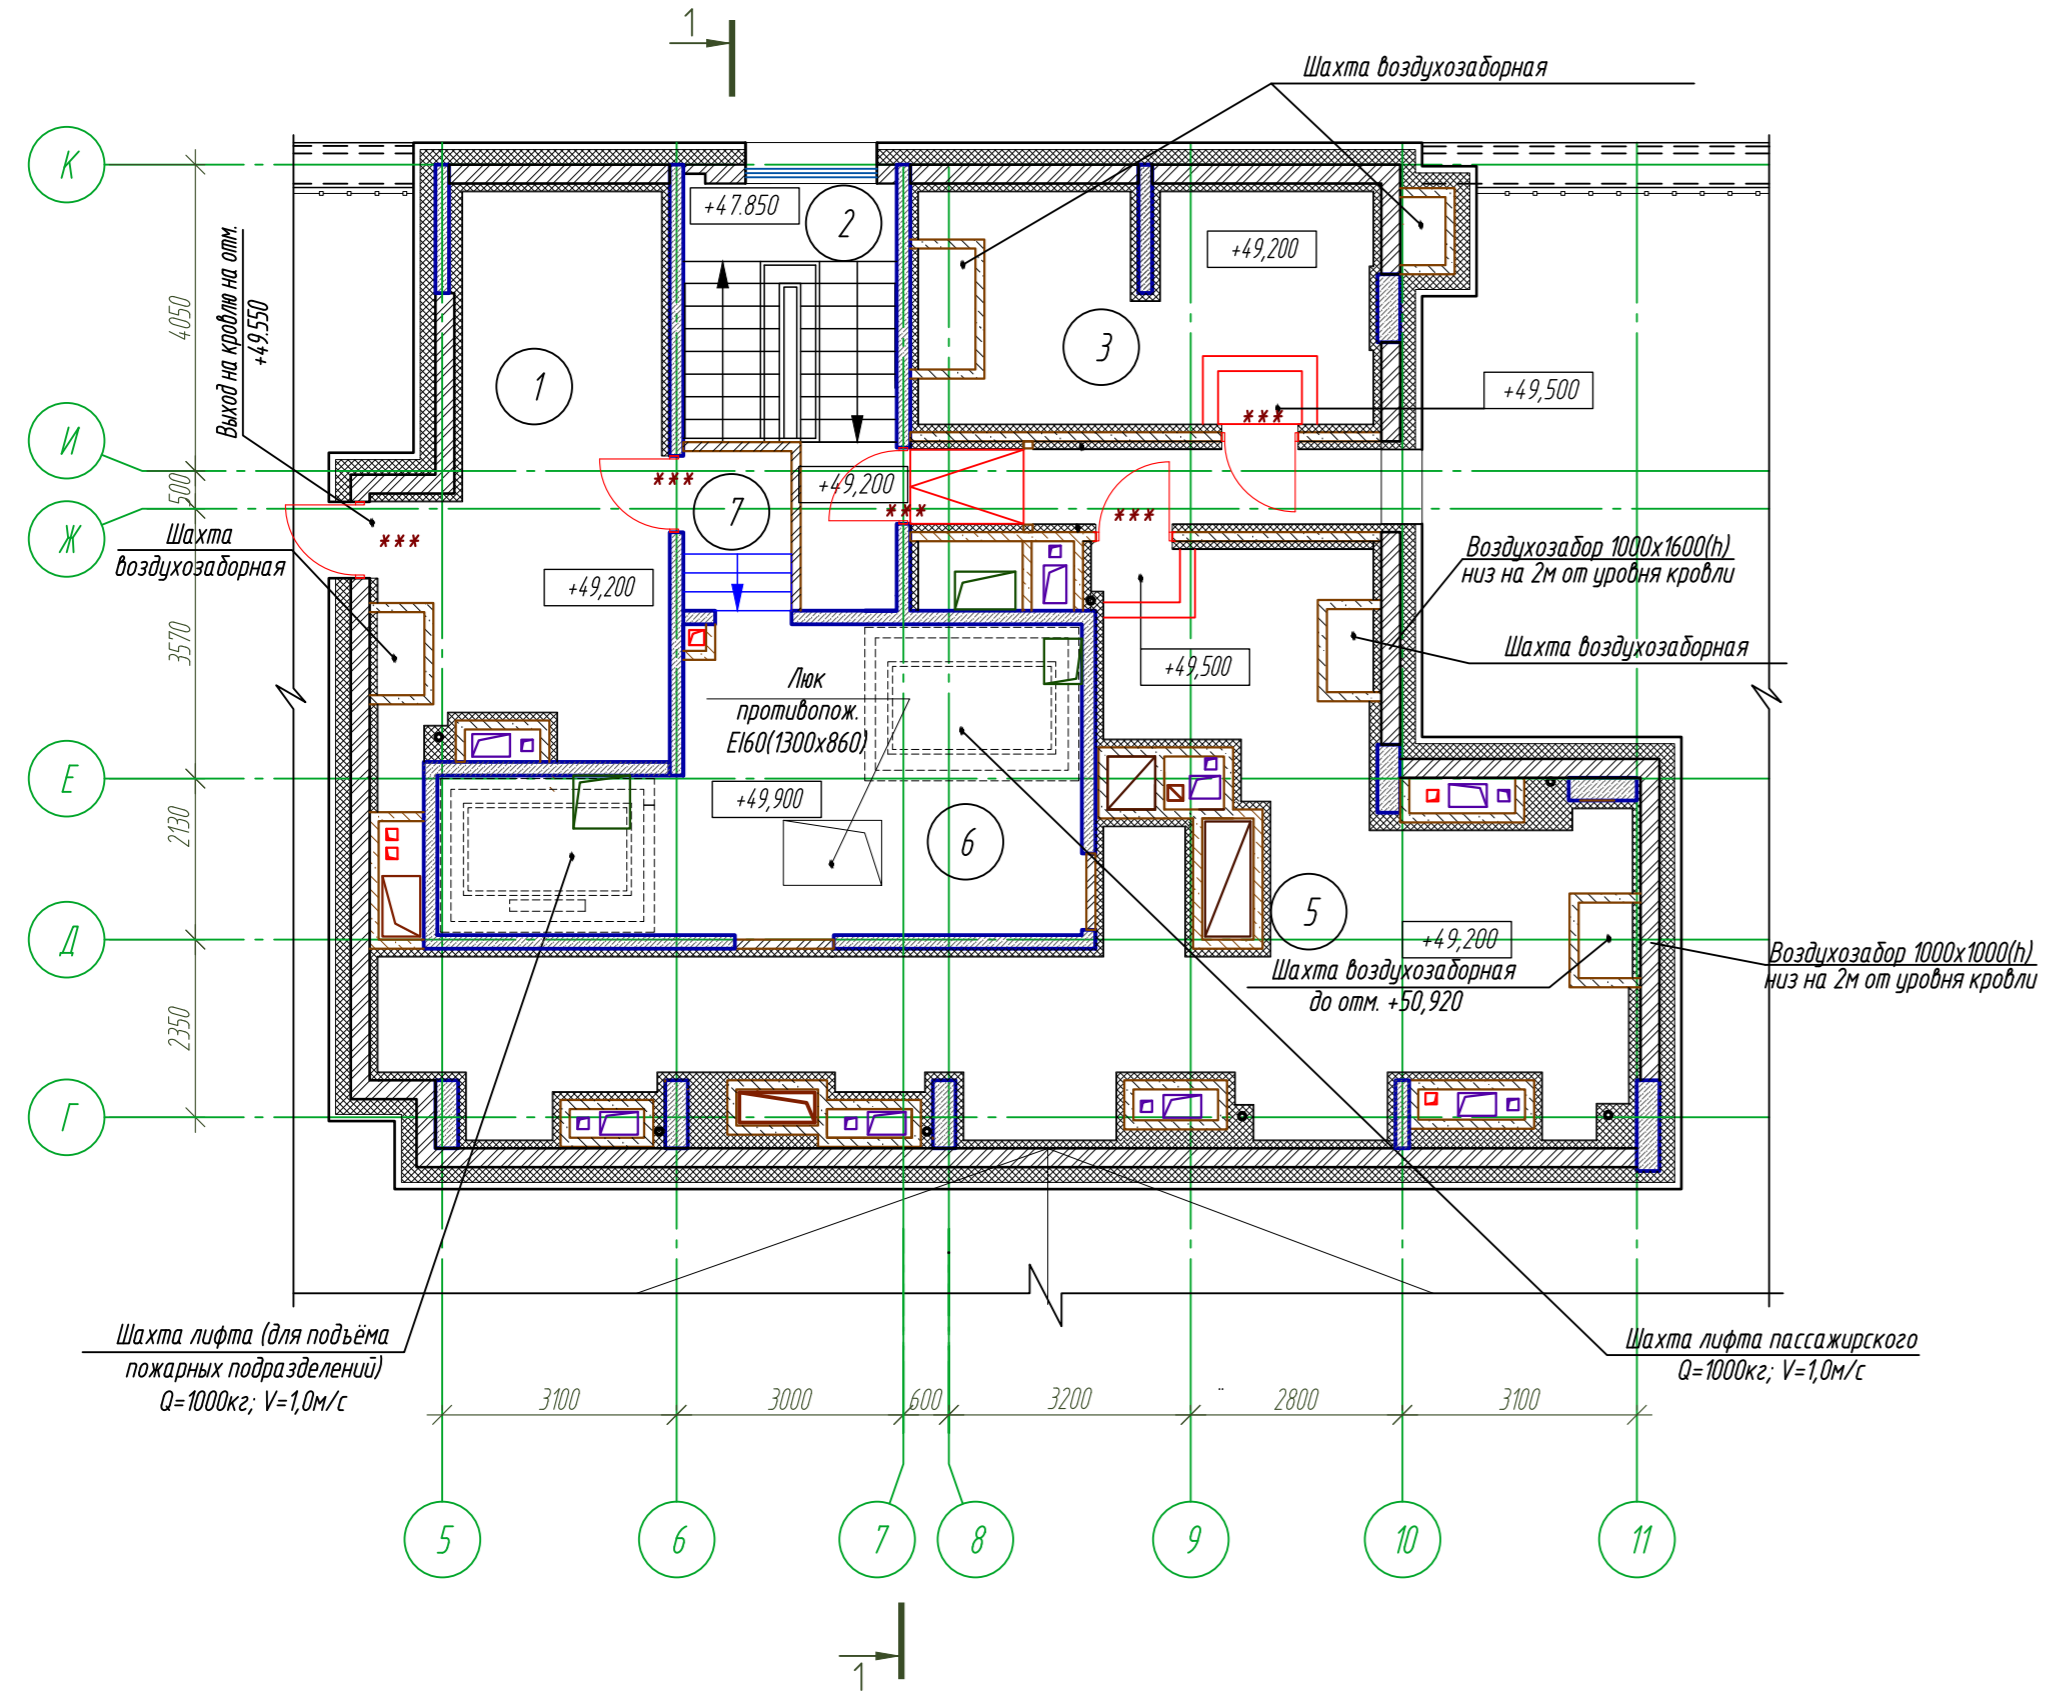 1
Шахта воздухозаборная
К
+47.850
2
+49,200
Выход на кровлю на отм.
+49.550
4050
1
3
+49,500
И
500
+49,200
***
***
***
***
7
Ж
***
Шахта
воздухозаборная
+49,200
Воздухозабор 1000х1600(h)
низ на 2м от уровня кровли
3570
Шахта воздухозаборная
+49,500
Люк
противопож.
EI60(1300х860)
Е
+49,900
2130
6
5
Д
+49,200
Воздухозабор 1000х1000(h)
низ на 2м от уровня кровли
Шахта воздухозаборная
до отм. +50,920
2350
Г
Шахта лифта (для подъёма
пожарных подразделений)
Q=1000кг; V=1,0м/с
Шахта лифта пассажирского
Q=1000кг; V=1,0м/с
3100
3000
600
3200
2800
3100
5
6
7
8
9
10
11
1